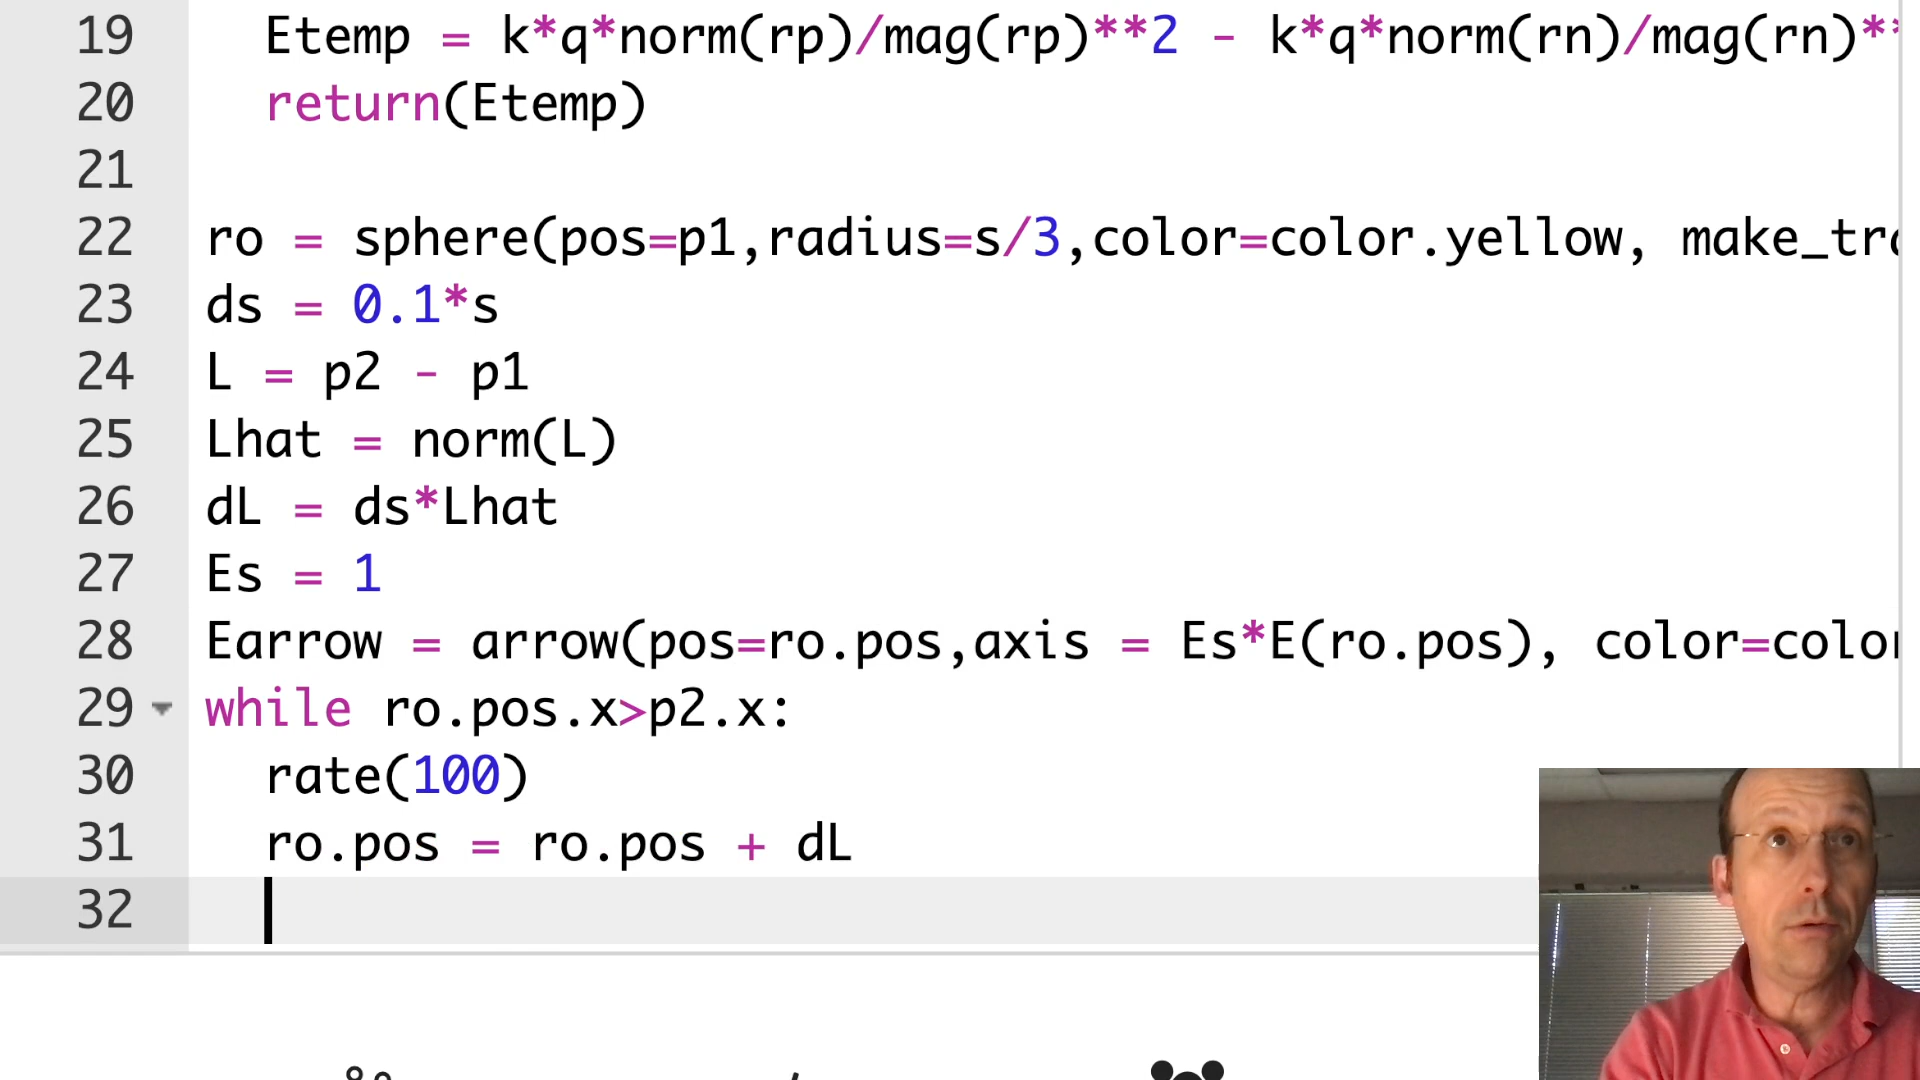 19 Etemp = k*q*norm(rp)/mag(rp)**2 - k*q*norm(rn)/mag(rn)**
20 return(Etemp)
21
22 ro = sphere(pos=p1,radius=s/3,color=color.yellow, make_tra
23 ds = 0.1*s
24 L = p2 - p1
25 Lhat = norm(L)
26 dL = ds*Lhat
27 Es = 1
28 Earrow = arrow(pos=ro.pos,axis = Es*E(ro.pos), color=color
29 while ro.pos.x>p2.x:
30 rate(100)
31 ro.pos = ro.pos + dL
32